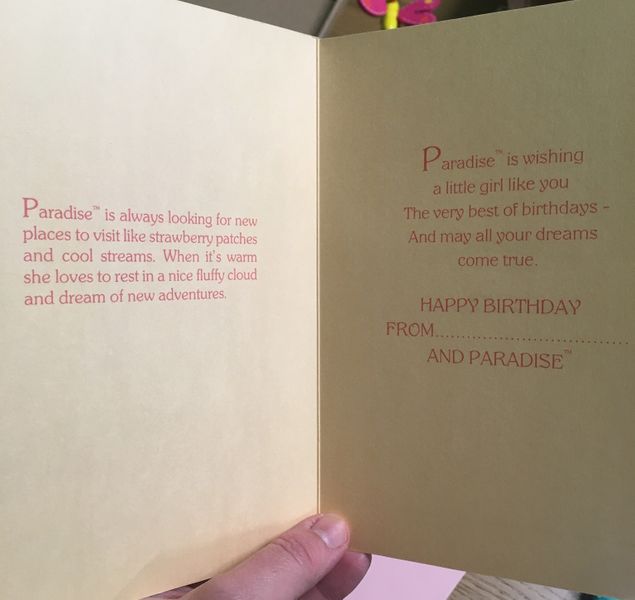 Paradise™ is always looking for new
places to visit like strawberry patches
and cool streams. When it's warm
she loves to rest in a nice fluffy cloud
and dream of new adventures.
Paradise™ is wishing
a little girl like you
The very best of birthdays -
And may all your dreams
come true.
HAPPY BIRTHDAY
FROM........................................
AND PARADISE™